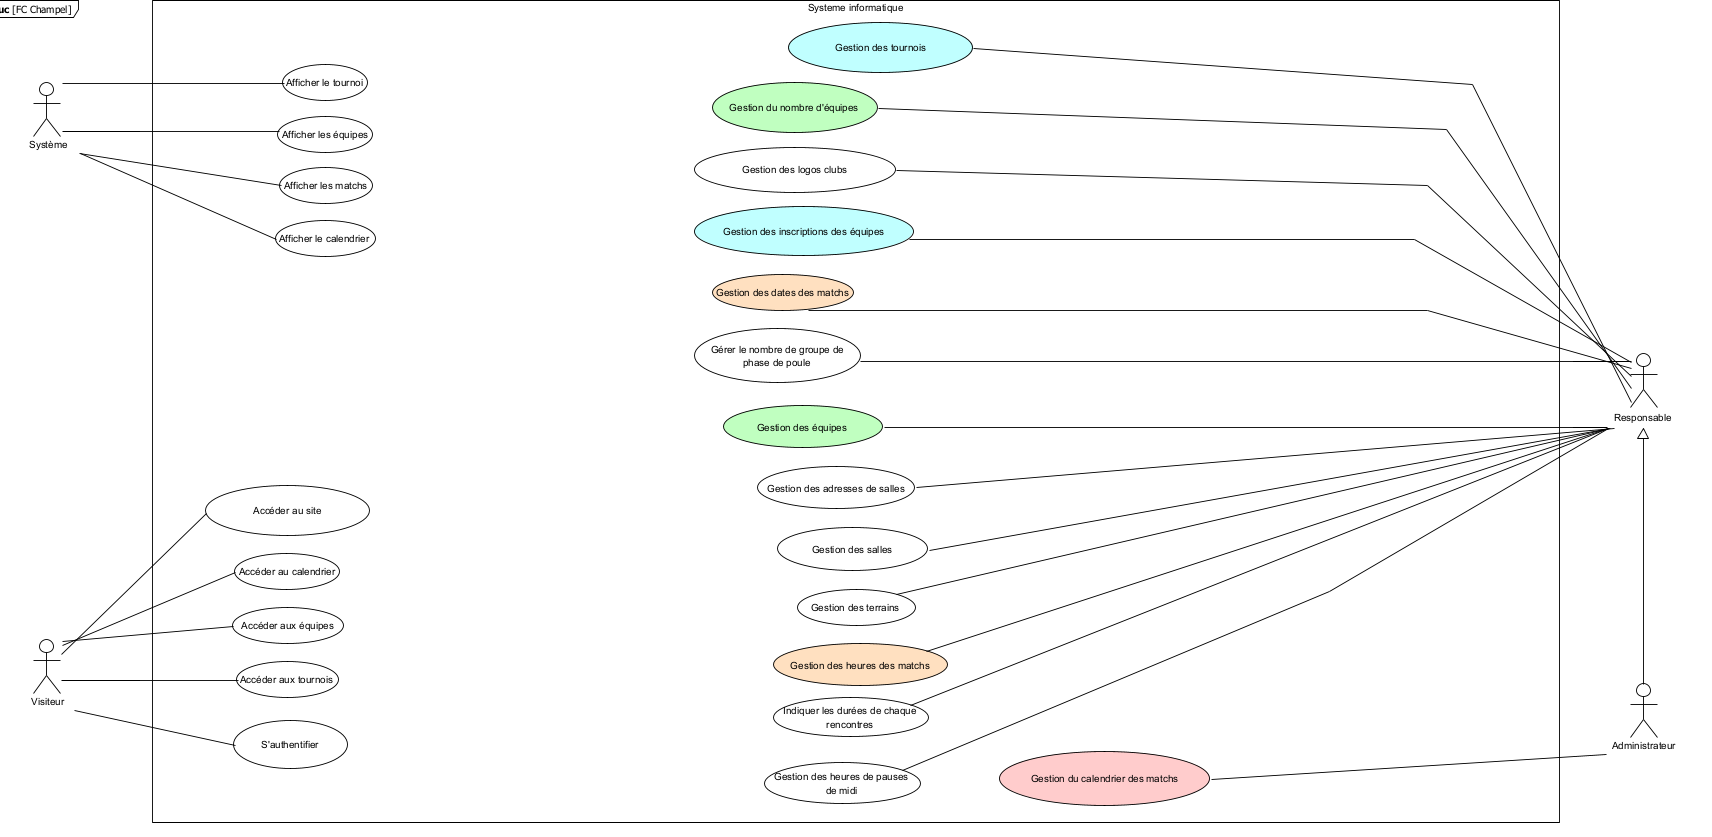 uc [FC Champel]
Systeme informatique
Gestion des tournois
Afficher le tournoi
Gestion du nombre d'équipes
Afficher les équipes
Système
Gestion des logos clubs
Afficher les matchs
Gestion des inscriptions des équipes
Afficher le calendrier
Gestion des dates des matchs
Gérer le nombre de groupe de
phase de poule
Responsable
Gestion des équipes
Gestion des adresses de salles
Accéder au site
Gestion des salles
Accéder au calendrier
Gestion des terrains
Accéder aux équipes
Gestion des heures des matchs
Accéder aux tournois
Visiteur
Indiquer les durées de chaque
rencontres
S'authentifier
Administrateur
Gestion des heures de pauses
de midi
Gestion du calendrier des matchs